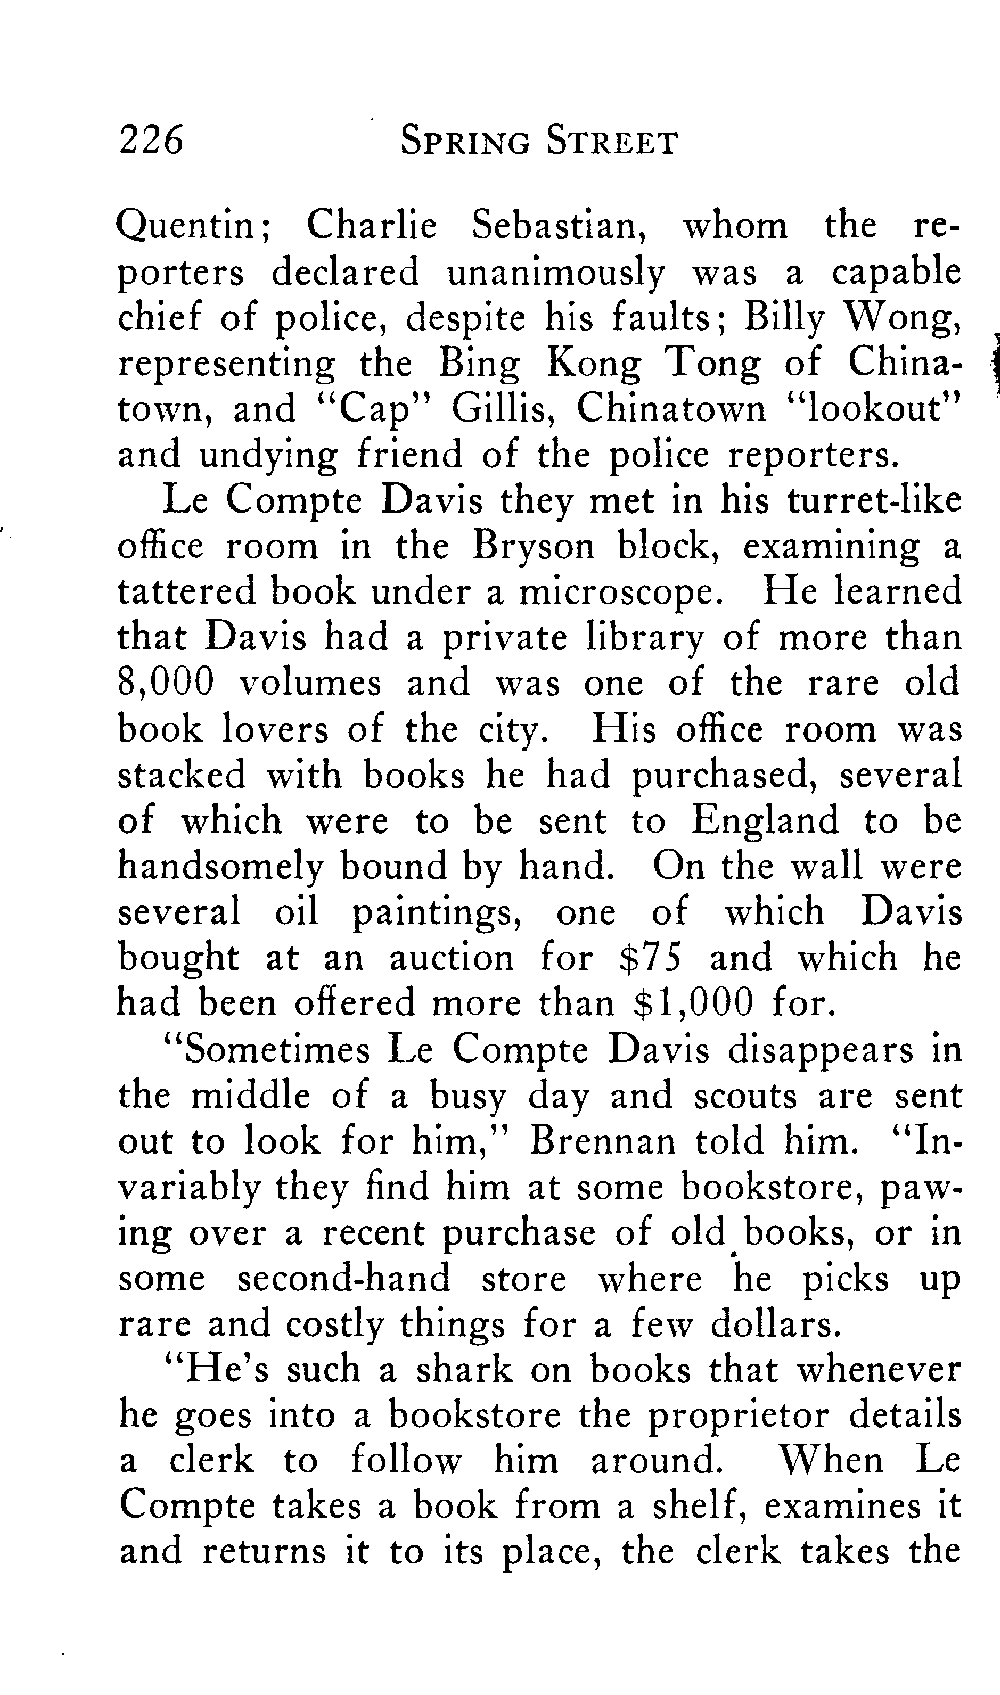 226 SPRING STREET
Quentin; Charlie Sebastian, whom the re-
porters declared unanimously was a capable
chief of police, despite his faults; Billy Wong,
representing the Bing Kong Tong of China-
town, and "Cap" Gillis, Chinatown "lookout"
and undying friend of the police reporters.
Le Compte Davis they met in his turret-like
office room in the Bryson block, examining a
tattered book under a microscope. He learned
that Davis had a private library of more than
8,000 volumes and was one of the rare old
book lovers of the city. His office room was
stacked with books he had purchased, several
of which were to be sent to England to be
handsomely bound by hand. On the wall were
several oil paintings, one of which Davis
bought at an auction for $75 and which he
had been offered more than $1,000 for.
"Sometimes Le Compte Davis disappears in
the middle of a busy day and scouts are sent
out to look for him," Brennan told him. "In-
variably they find him at some bookstore, paw-
ing over a recent purchase of old books, or in
some second-hand store where he picks up
rare and costly things for a few dollars.
"He's such a shark on books that whenever
he goes into a bookstore the proprietor details
a clerk to follow him around. When Le
Compte takes a book from a shelf, examines it
and returns it to its place, the clerk takes the